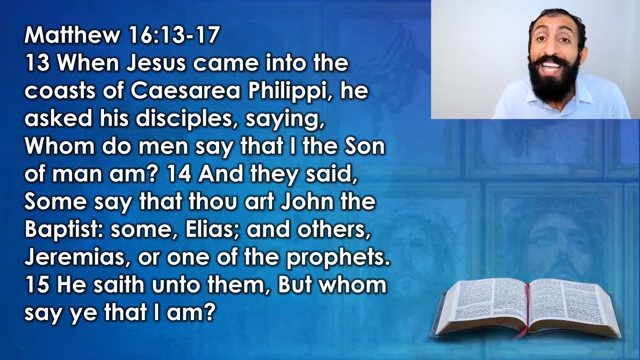 Matthew 16:13-17
13 When Jesus came into the
coasts of Caesarea Philippi, he
asked his disciples, saying,
Whom do men say that I the Son
of man am? 14 And they said,
Some say that thou art John the
Baptist: some, Elias; and others,
Jeremias, or one of the prophets.
15 He saith unto them, But whom
say ye that I am?